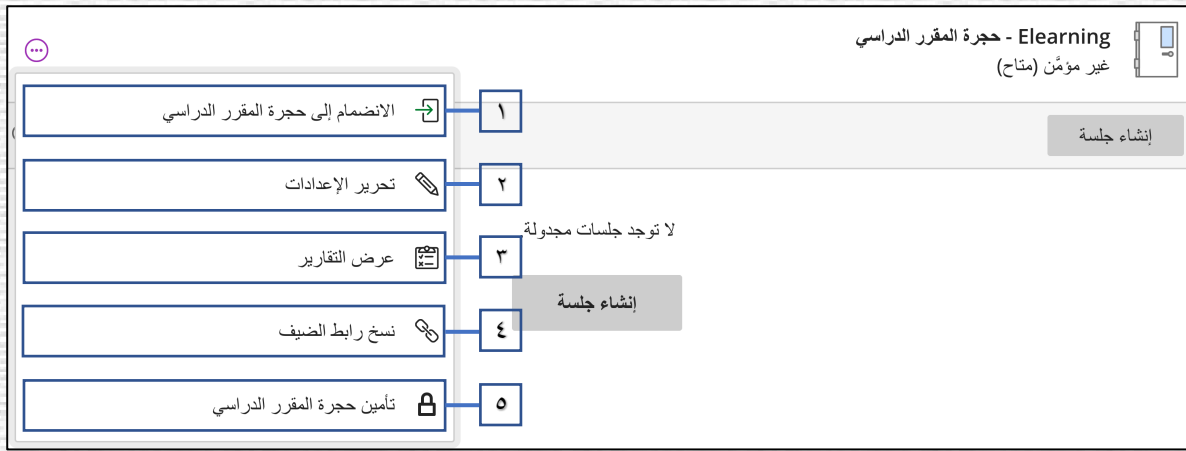 Elearning - حجرة المقرر الدراسي
غير مؤمَّن (متاح)
إنشاء جلسة
١ الانضمام إلى حجرة المقرر الدراسي
٢ تحرير الإعدادات
لا توجد جلسات مجدولة
٣ عرض التقارير
إنشاء جلسة
٤ نسخ رابط الضيف
٥ تأمين حجرة المقرر الدراسي